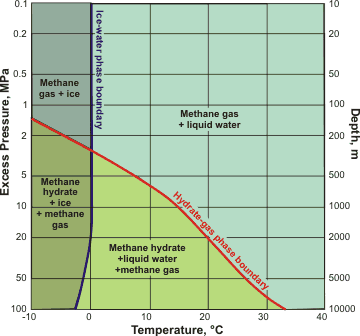 0.1
0.2
0.5
1
2
5
10
20
50
100
Excess Pressure, MPa
10
20
50
100
200
500
1000
2000
5000
10000
Depth, m
Ice-water phase boundary
Methane
gas + ice
Methane gas
+ liquid water
Methane
hydrate
+ ice
+ methane
gas
Hydrate-gas phase boundary
Methane hydrate
+liquid water
+methane gas
-10
0
10
20
30
40
Temperature, °C